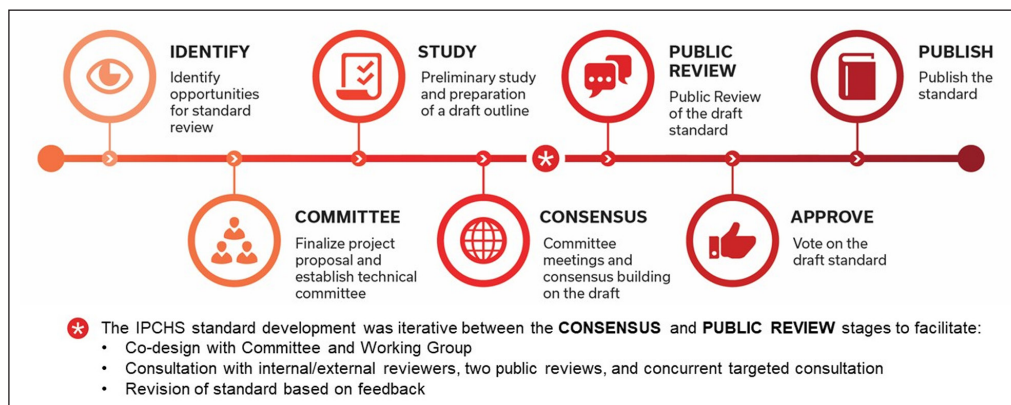 IDENTIFY
Identify
opportunities
for standard
review
STUDY
Preliminary study
and preparation
of a draft outline
PUBLIC
REVIEW
Public Review
of the draft
standard
PUBLISH
Publish the
standard
*
COMMITTEE
Finalize project
proposal and
establish technical
committee
CONSENSUS
Committee
meetings and
consensus building
on the draft
APPROVE
Vote on the
draft standard
* The IPCHS standard development was iterative between the CONSENSUS and PUBLIC REVIEW stages to facilitate:
• Co-design with Committee and Working Group
• Consultation with internal/external reviewers, two public reviews, and concurrent targeted consultation
• Revision of standard based on feedback